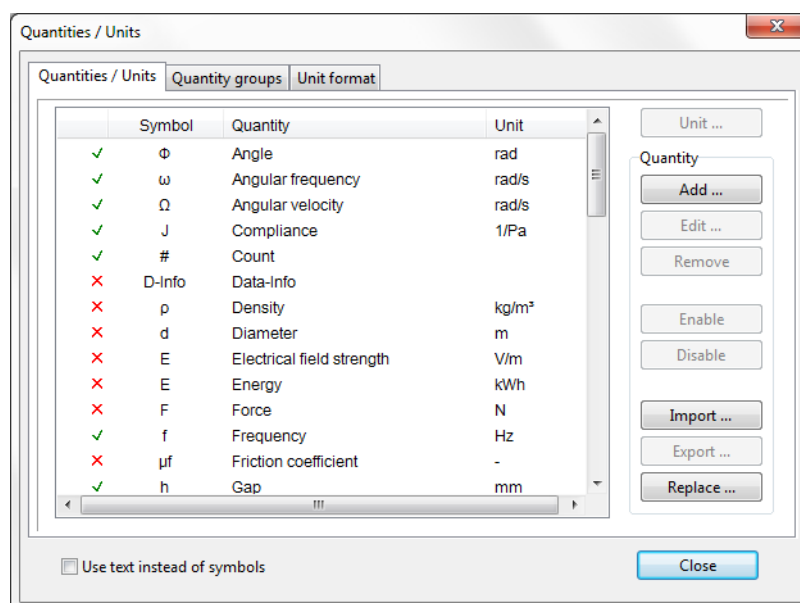 Quantities / Units
Quantities / Units Quantity groups Unit format
Symbol Quantity Unit
Φ Angle rad
ω Angular frequency rad/s
Ω Angular velocity rad/s
J Compliance 1/Pa
# Count
D-Info Data-Info
ρ Density kg/m³
d Diameter m
E Electrical field strength V/m
E Energy kWh
F Force N
f Frequency Hz
µf Friction coefficient -
h Gap mm
Unit ...
Quantity
Add ...
Edit ...
Remove
Enable
Disable
Import ...
Export ...
Replace ...
Use text instead of symbols
Close